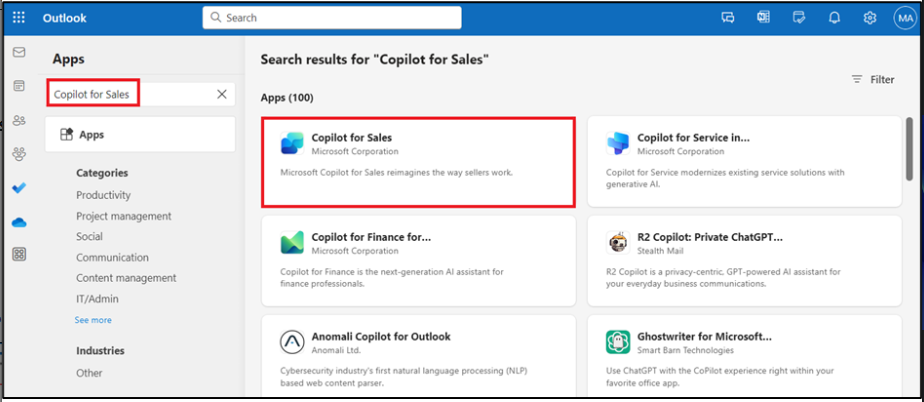 Outlook
Search
MA
Apps
Copilot for Sales
Apps
Categories
Productivity
Project management
Social
Communication
Content management
IT/Admin
See more
Industries
Other
Search results for "Copilot for Sales"
Filter
Apps (100)
Copilot for Sales
Microsoft Corporation
Microsoft Copilot for Sales reimagines the way sellers work.
Copilot for Service in...
Microsoft Corporation
Copilot for Service modernizes existing service solutions with
generative AI.
Copilot for Finance for...
Microsoft Corporation
Copilot for Finance is the next-generation AI assistant for
finance professionals.
R2 Copilot: Private ChatGPT...
Stealth Mail
R2 Copilot is a privacy-centric, GPT-powered AI assistant for
your everyday business communications.
Anomali Copilot for Outlook
Anomali Ltd.
Cybersecurity industry's first natural language processing (NLP)
based web content parser.
Ghostwriter for Microsoft...
Smart Barn Technologies
Use ChatGPT with the CoPilot experience right within your
favorite office app.